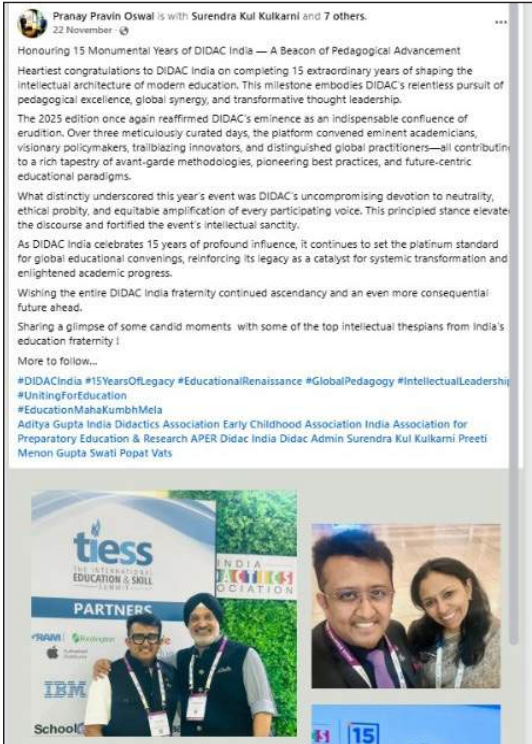 Pranay Pravin Oswal is with Surendra Kul Kulkarni and 7 others.
22 November
Honouring 15 Monumental Years of DIDAC India — A Beacon of Pedagogical Advancement
Heartiest congratulations to DIDAC India on completing 15 extraordinary years of shaping the
intellectual architecture of modern education. This milestone embodies DIDAC's relentless pursuit of
pedagogical excellence, global synergy, and transformative thought leadership.
The 2025 edition once again reaffirmed DIDAC's eminence as an indispensable confluence of
erudition. Over three meticulously curated days, the platform convened eminent academicians,
visionary policymakers, trailblazing innovators, and distinguished global practitioners—all contributing
to a rich tapestry of avant-garde methodologies, pioneering best practices, and future-centric
educational paradigms.
What distinctly underscored this year's event was DIDAC's uncompromising devotion to neutrality,
ethical probity, and equitable amplification of every participating voice. This principled stance elevated
the discourse and fortified the event's intellectual sanctity.
As DIDAC India celebrates 15 years of profound influence, it continues to set the platinum standard
for global educational convenings, reinforcing its legacy as a catalyst for systemic transformation and
enlightened academic progress.
Wishing the entire DIDAC India fraternity continued ascendancy and an even more consequential
future ahead.
Sharing a glimpse of some candid moments with some of the top intellectual thespians from India's
education fraternity !
More to follow...
#DIDACIndia #15YearsOfLegacy #EducationalRenaissance #GlobalPedagogy #IntellectualLeadership
#UnitingForEducation
#EducationMahaKumbhMela
Aditya Gupta India Didactics Association Early Childhood Association India Association for
Preparatory Education & Research APER Didac India Didac Admin Surendra Kul Kulkarni Preeti
Menon Gupta Swati Popat Vats
tiess
THE INTERNATIONAL
EDUCATION & SKILL
SUMMIT
INDIA
DACTICS
OCIATION
PARTNERS
IBM
School
15